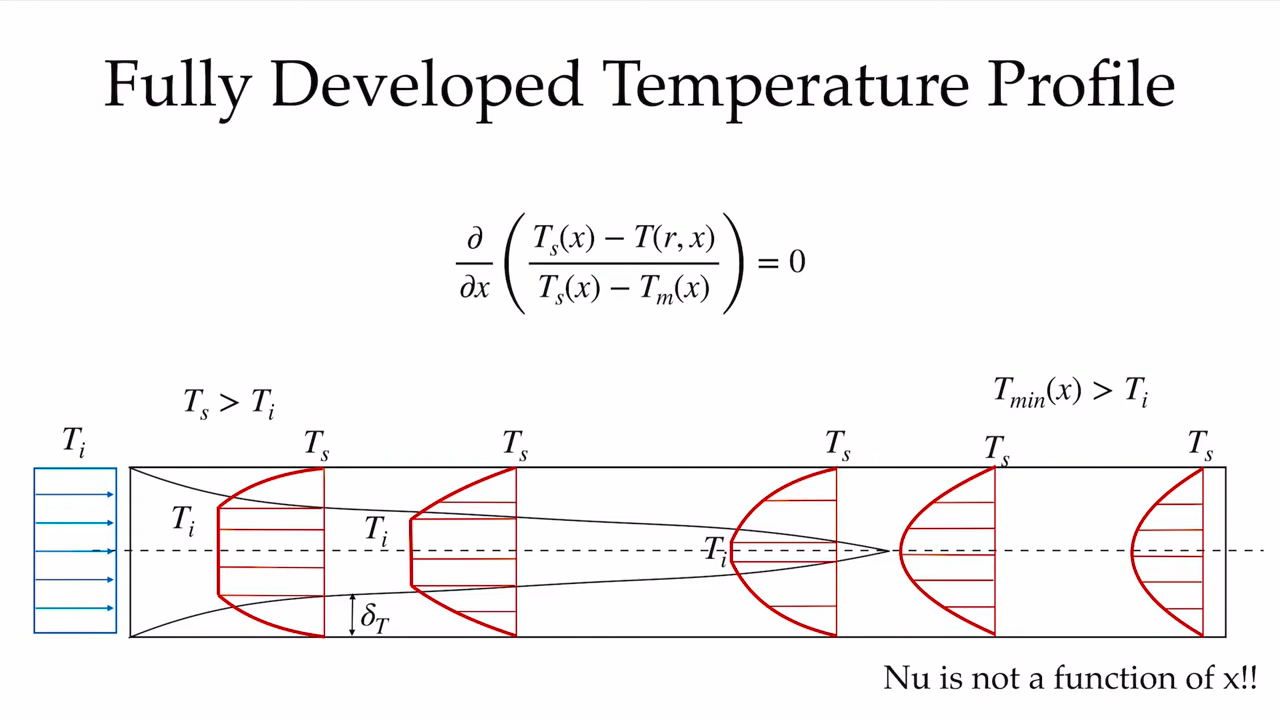 Fully Developed Temperature Profile
∂/∂x ( (T_s(x) − T(r, x)) / (T_s(x) − T_m(x)) ) = 0
T_min(x) > T_i
T_s > T_i
T_i T_s T_s T_s T_s T_s
T_i T_i T_i
δ_T
Nu is not a function of x!!